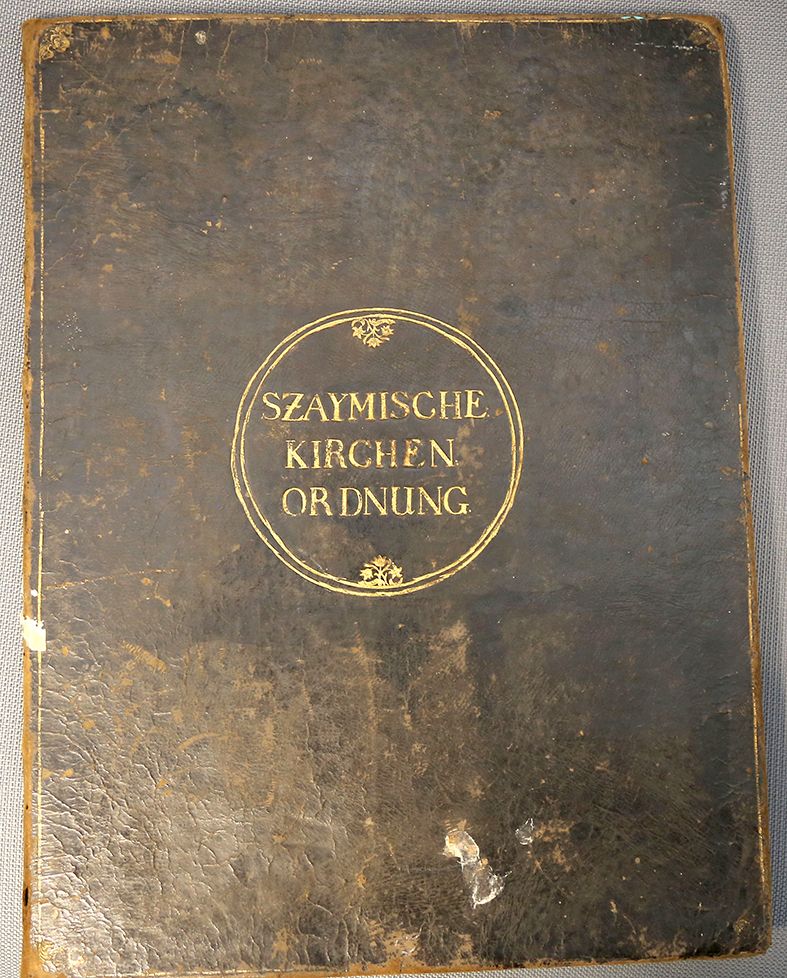 SZAYMISCHE.
KIRCHEN.
ORDNUNG.